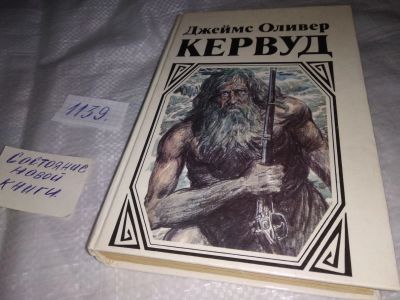 Джеймс Оливер
КЕРВУД
1139.
Состояние
новой
книги